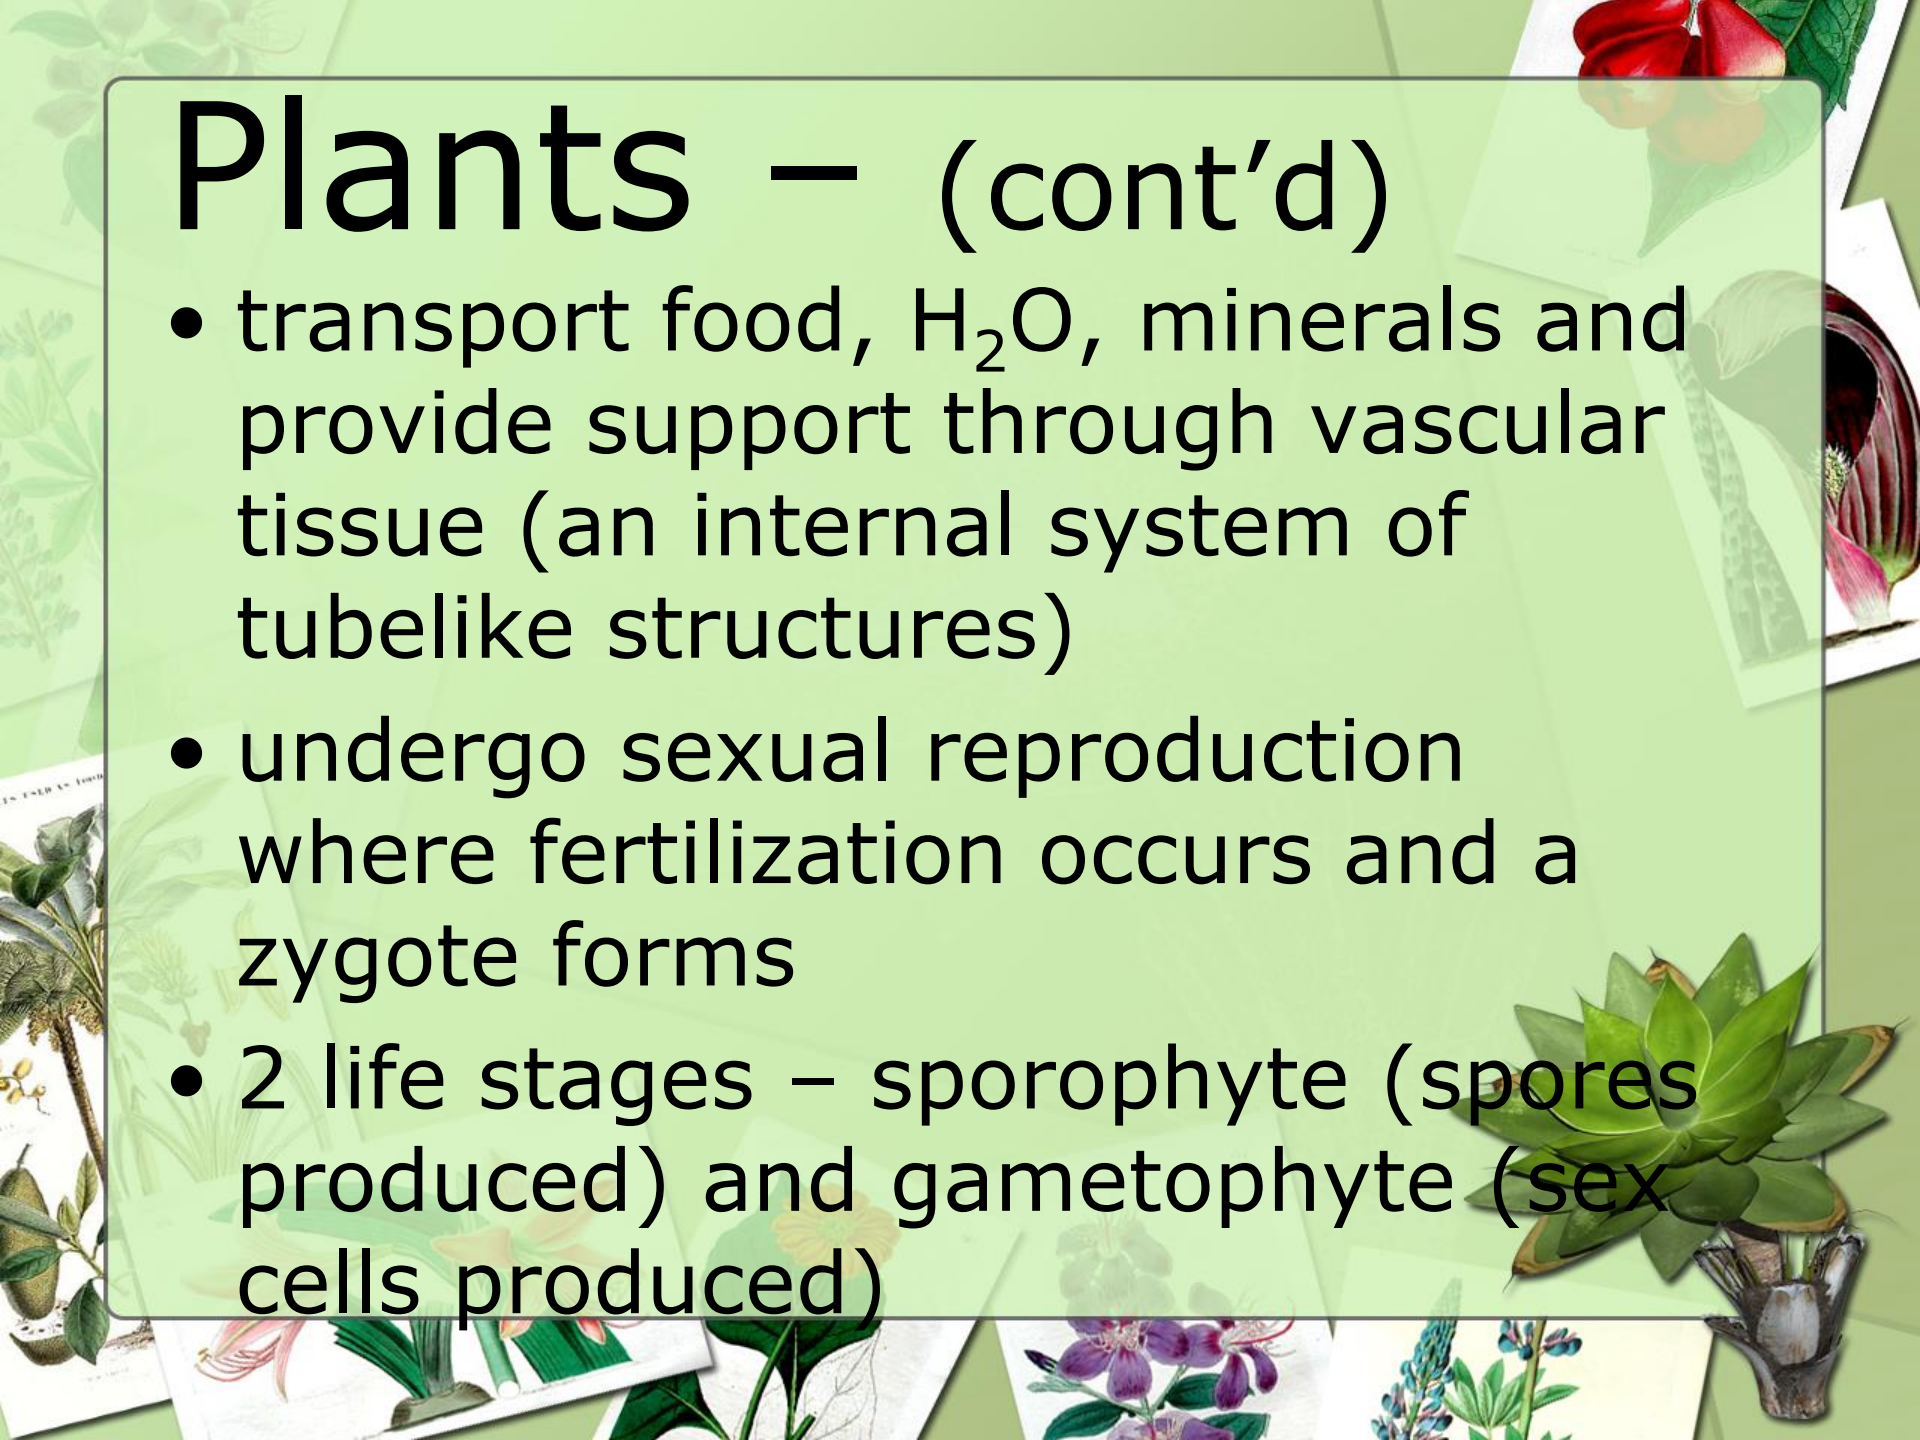 Plants – (cont’d)
• transport food, H₂O, minerals and
provide support through vascular
tissue (an internal system of
tubelike structures)
• undergo sexual reproduction
where fertilization occurs and a
zygote forms
• 2 life stages – sporophyte (spores
produced) and gametophyte (sex
cells produced)